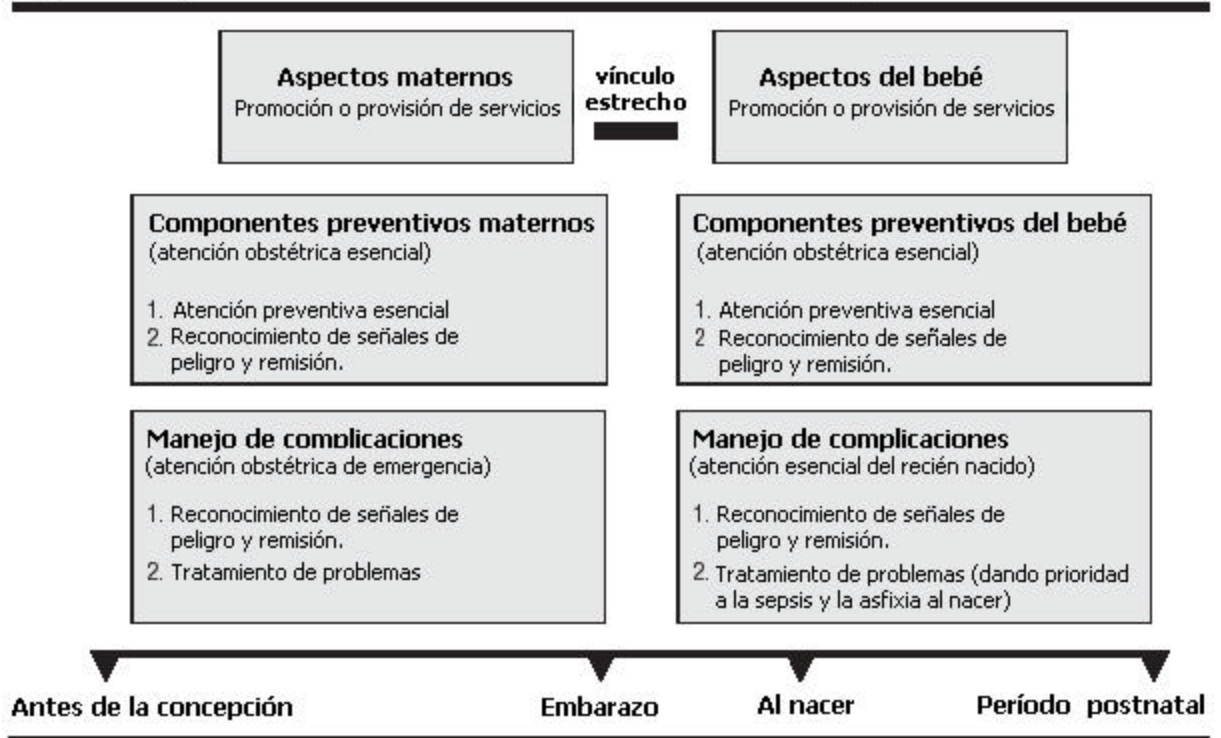 Aspectos maternos
Promoción o provisión de servicios
vínculo
estrecho
Aspectos del bebé
Promoción o provisión de servicios
Componentes preventivos maternos
(atención obstétrica esencial)
1. Atención preventiva esencial
2. Reconocimiento de señales de
peligro y remisión.
Componentes preventivos del bebé
(atención obstétrica esencial)
1. Atención preventiva esencial
2 Reconocimiento de señales de
peligro y remisión.
Manejo de complicaciones
(atención obstétrica de emergencia)
1. Reconocimiento de señales de
peligro y remisión.
2. Tratamiento de problemas
Manejo de complicaciones
(atención esencial del recién nacido)
1. Reconocimiento de señales de
peligro y remisión.
2. Tratamiento de problemas (dando prioridad
a la sepsis y la asfixia al nacer)
Antes de la concepción
Embarazo
Al nacer
Período postnatal